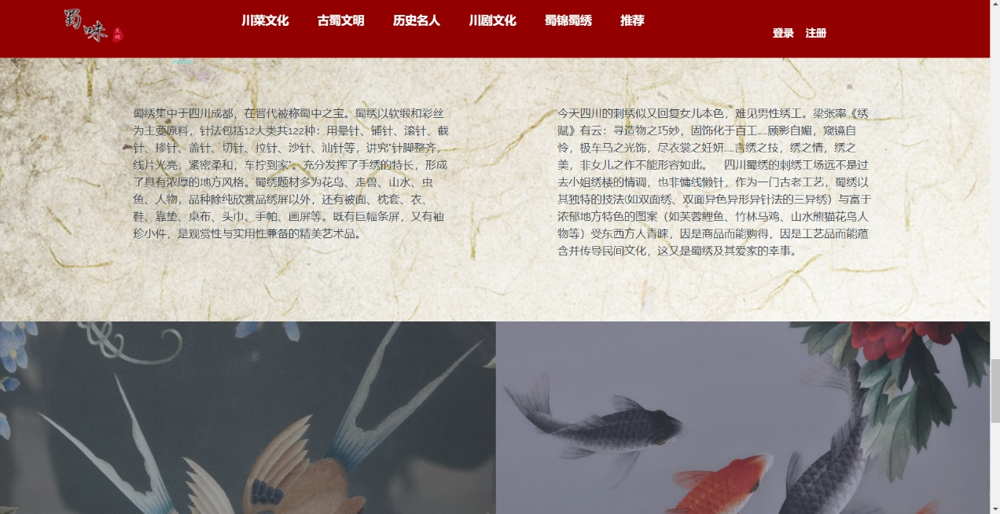 蜀
味
文化
川菜文化 古蜀文明 历史名人 川剧文化 蜀锦蜀绣 推荐
登录 注册
蜀绣集中于四川成都，在晋代被称蜀中之宝。蜀绣以软缎和彩丝
为主要原料，针法包括12大类共122种：用晕针、铺针、滚针、截
针、掺针、盖针、切针、拉针、沙针、汕针等，讲究“针脚整齐，
线片光亮，紧密柔和，车拧到家”。充分发挥了手绣的特长，形成
了具有浓厚的地方风格。蜀绣题材多为花鸟、走兽、山水、虫
鱼、人物，品种除纯欣赏品绣屏以外，还有被面、枕套、衣、
鞋、靠垫、桌布、头巾、手帕、画屏等。既有巨幅条屏，又有袖
珍小件，是观赏性与实用性兼备的精美艺术品。
今天四川的刺绣似又回复女儿本色，难见男性绣工。梁张率《绣
赋》有云：寻造物之巧妙，固饰化于百工……顾影自媚，窥镜自
怜，极车马之光饰，尽衣裳之妊妍……言绣之技，绣之情，绣之
美，非女儿之作不能形容如此。 四川蜀绣的刺绣工场远不是过
去小姐绣楼的情调，也非慵线懒针，作为一门古老工艺，蜀绣以
其独特的技法(如双面绣、双面异色异形异针法的三异绣）与富于
浓郁地方特色的图案（如芙蓉鲤鱼、竹林马鸡、山水熊猫花鸟人
物等）受东西方人青睐，因是商品而能购得，因是工艺品而能蕴
含并传导民间文化，这又是蜀绣及其爱家的幸事。